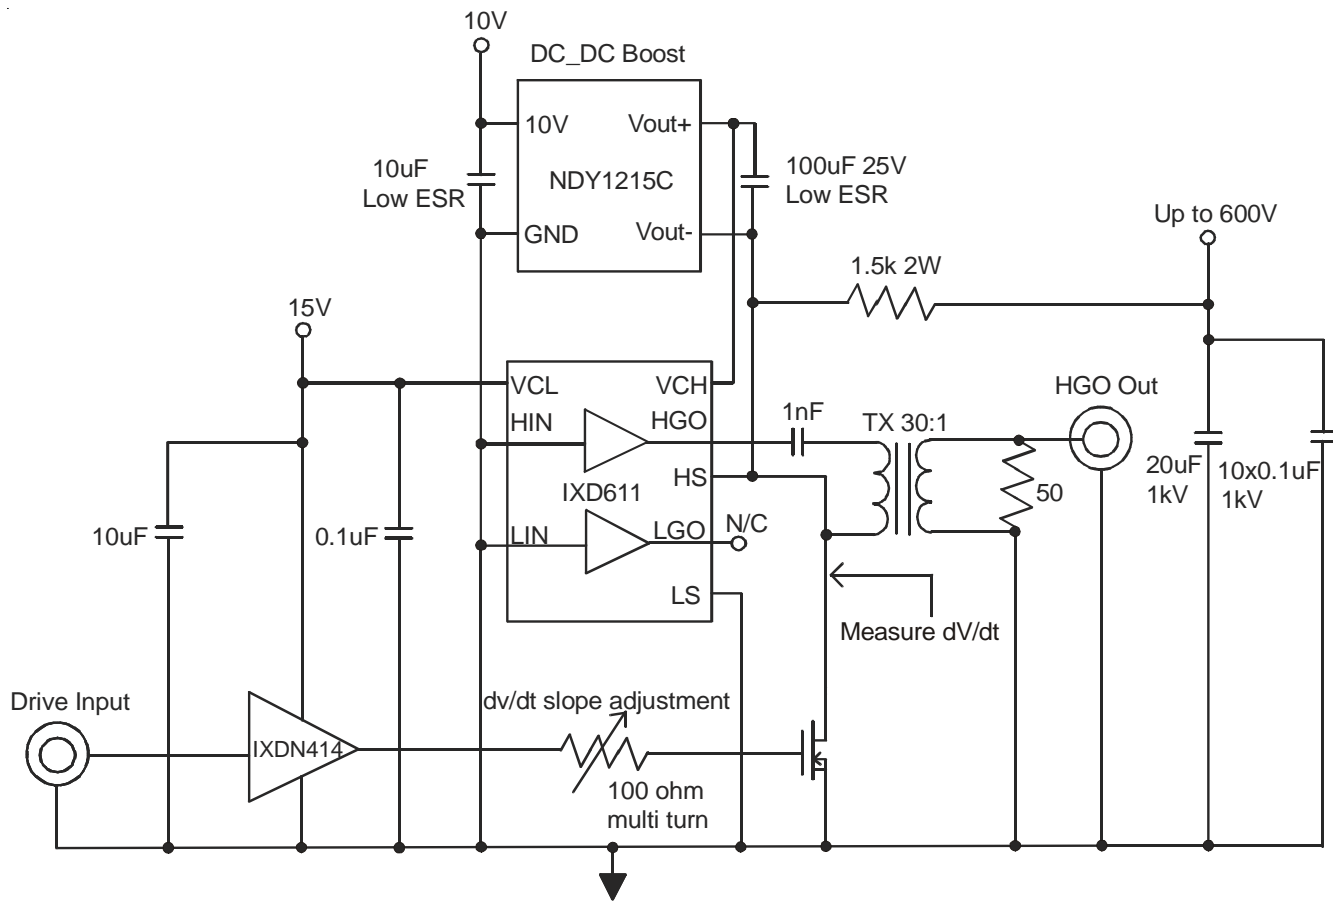 10V
DC_DC Boost
10V
Vout+
10uF
Low ESR
NDY1215C
100uF 25V
Low ESR
GND
Vout-
Up to 600V
1.5k 2W
15V
VCL
VCH
HIN
HGO
1nF
TX 30:1
HGO Out
HS
IXD611
50
20uF
1kV
10x0.1uF
1kV
10uF
0.1uF
LIN
LGO
N/C
LS
Measure dV/dt
Drive Input
dv/dt slope adjustment
IXDN414
100 ohm
multi turn